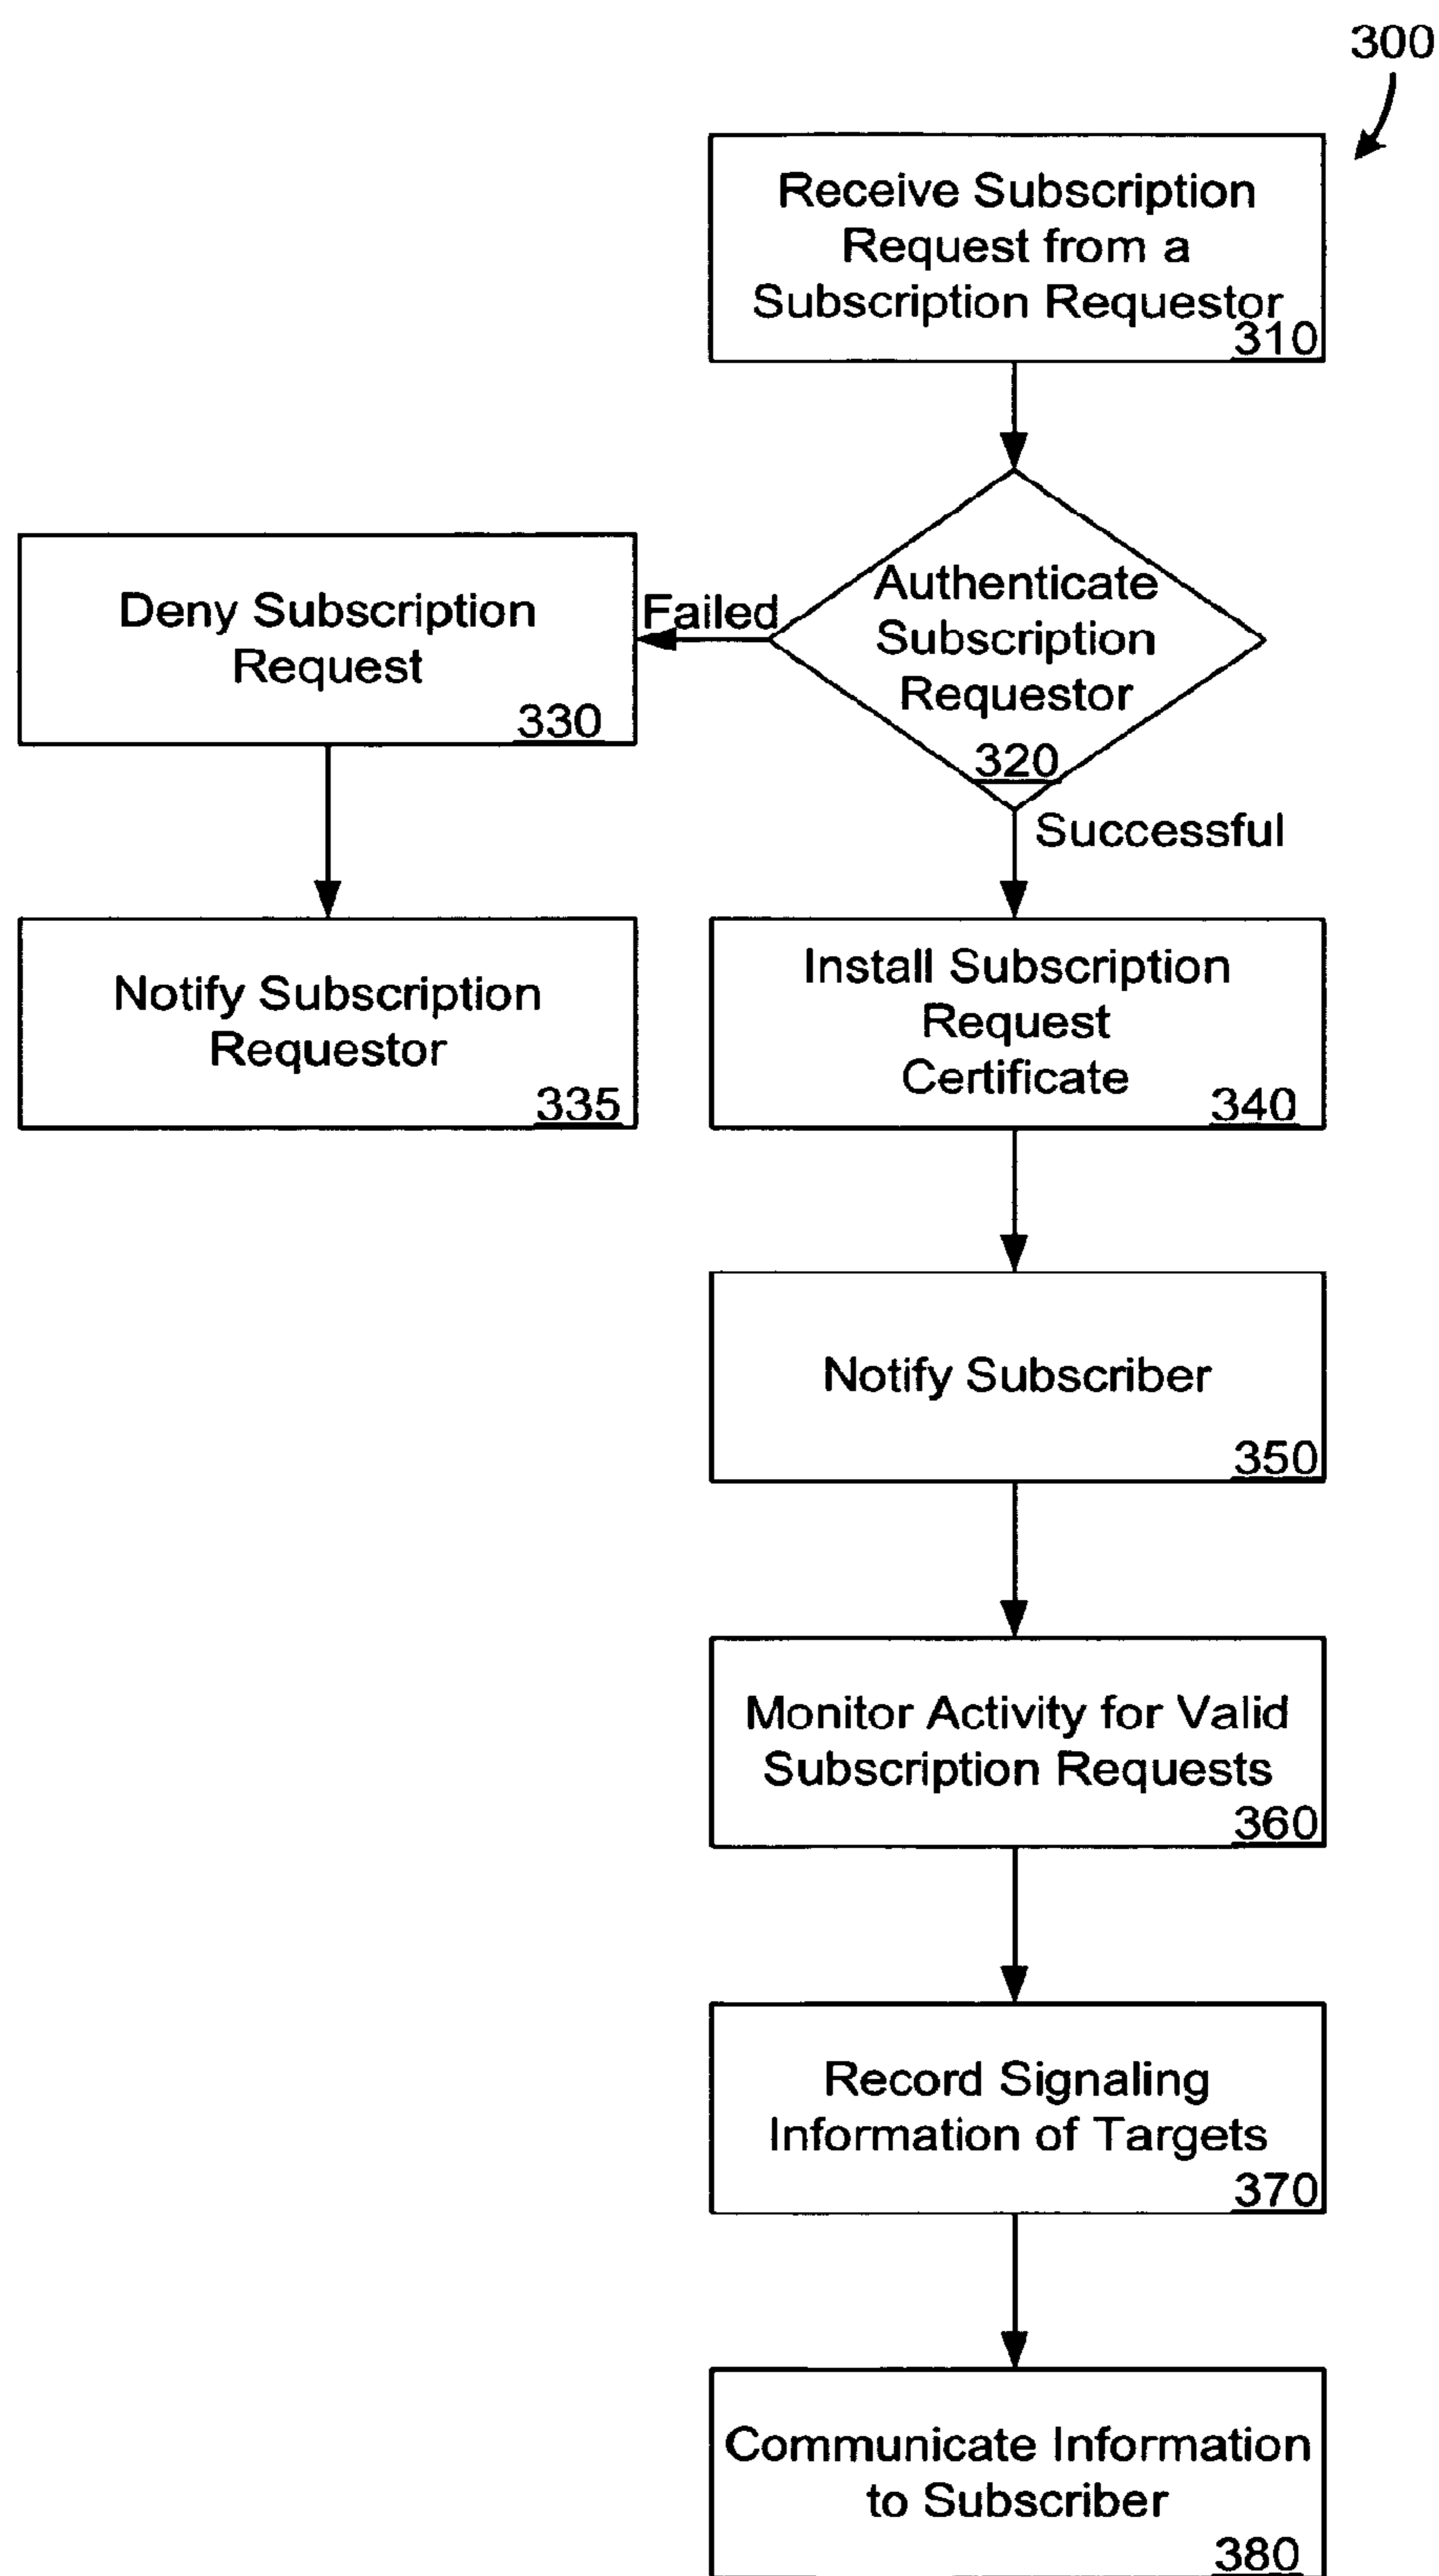 300
Receive Subscription
Request from a
Subscription Requestor
310
Authenticate
Subscription
Requestor
320
Failed
Deny Subscription
Request
330
Notify Subscription
Requestor
335
Successful
Install Subscription
Request
Certificate
340
Notify Subscriber
350
Monitor Activity for Valid
Subscription Requests
360
Record Signaling
Information of Targets
370
Communicate Information
to Subscriber
380